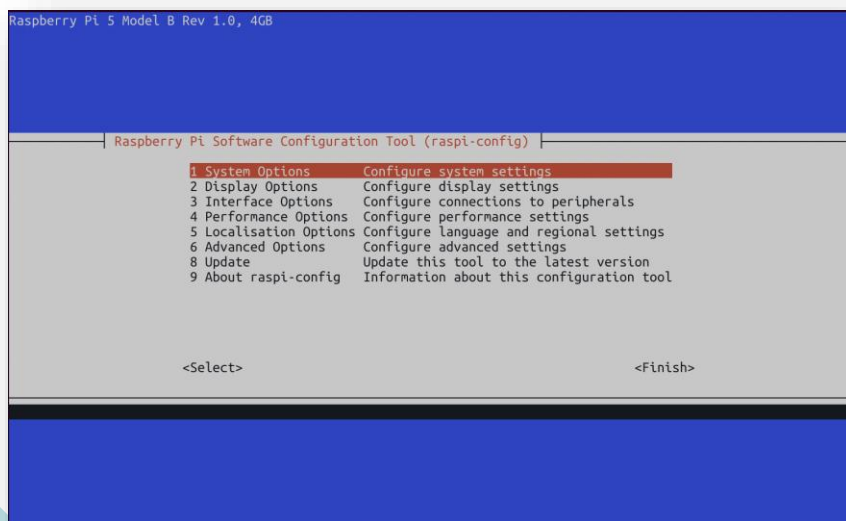 Raspberry Pi 5 Model B Rev 1.0, 4GB
Raspberry Pi Software Configuration Tool (raspi-config)
1 System Options Configure system settings
2 Display Options Configure display settings
3 Interface Options Configure connections to peripherals
4 Performance Options Configure performance settings
5 Localisation Options Configure language and regional settings
6 Advanced Options Configure advanced settings
8 Update Update this tool to the latest version
9 About raspi-config Information about this configuration tool
<Select> <Finish>